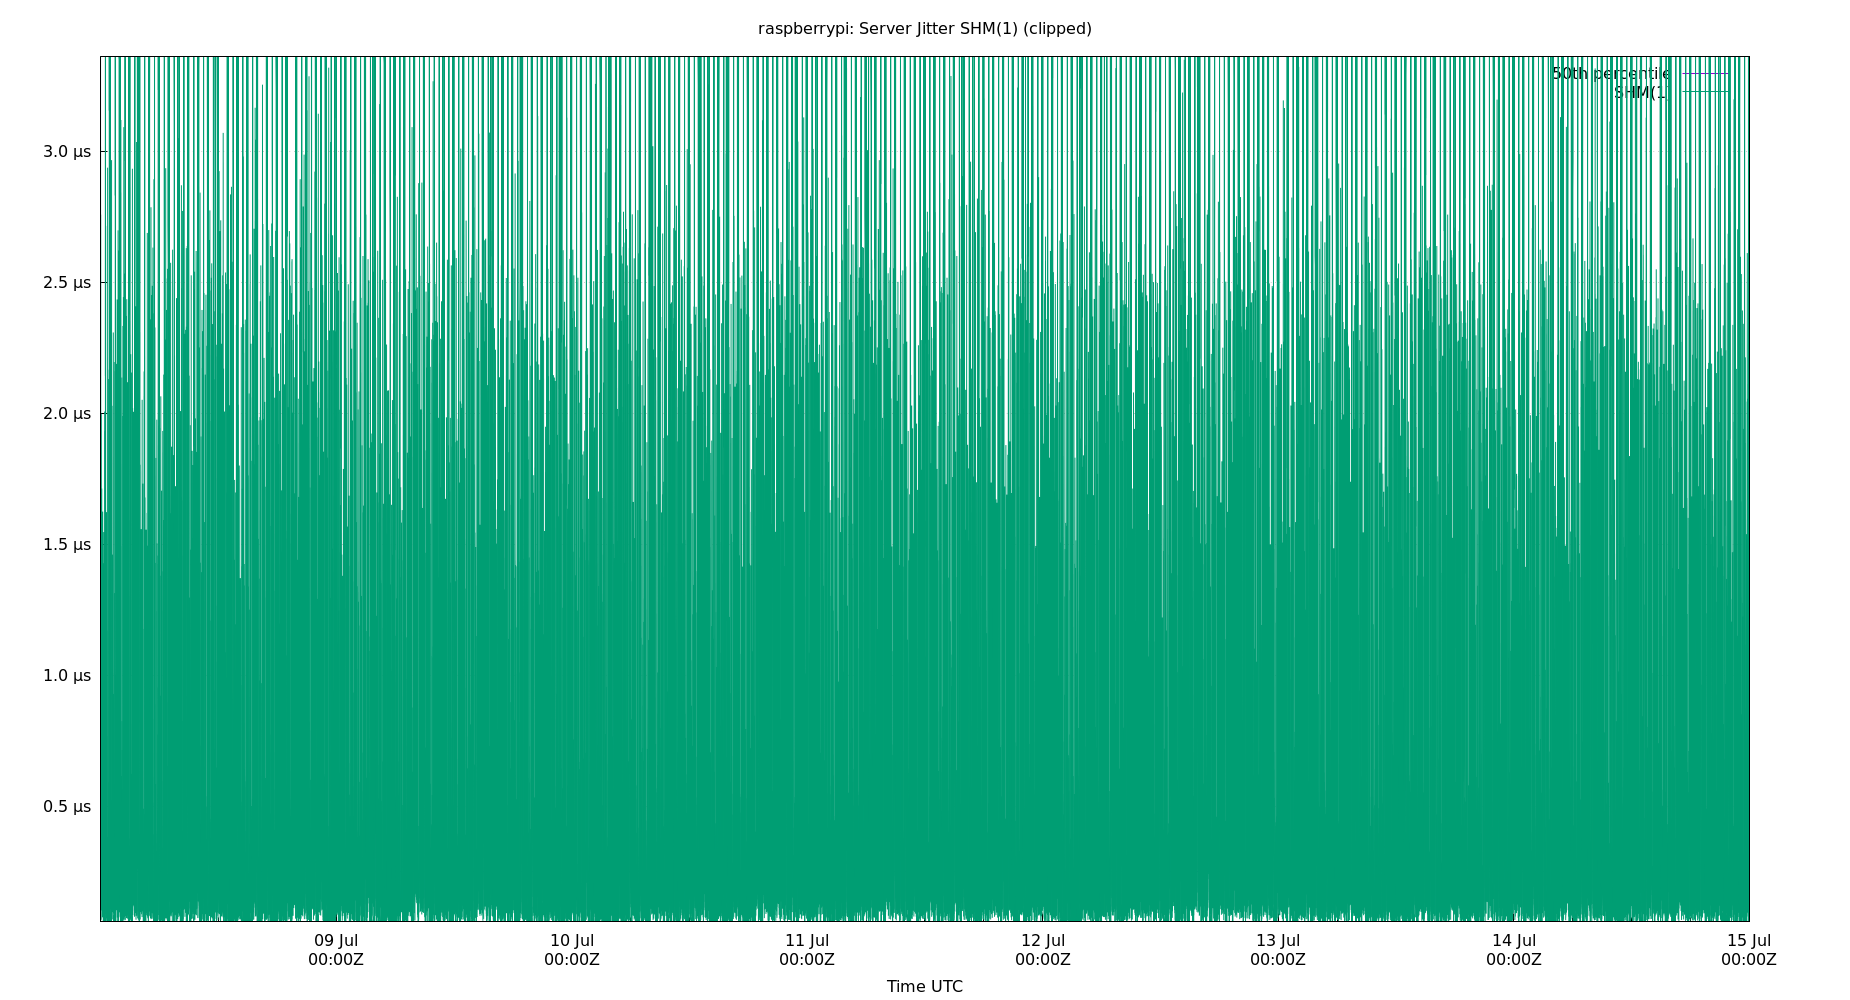 raspberrypi: Server Jitter SHM(1) (clipped)
50th percentile
SHM(1)
3.0 µs
2.5 µs
2.0 µs
1.5 µs
1.0 µs
0.5 µs
09 Jul 10 Jul 11 Jul 12 Jul 13 Jul 14 Jul 15 Jul
00:00Z 00:00Z 00:00Z 00:00Z 00:00Z 00:00Z 00:00Z
Time UTC